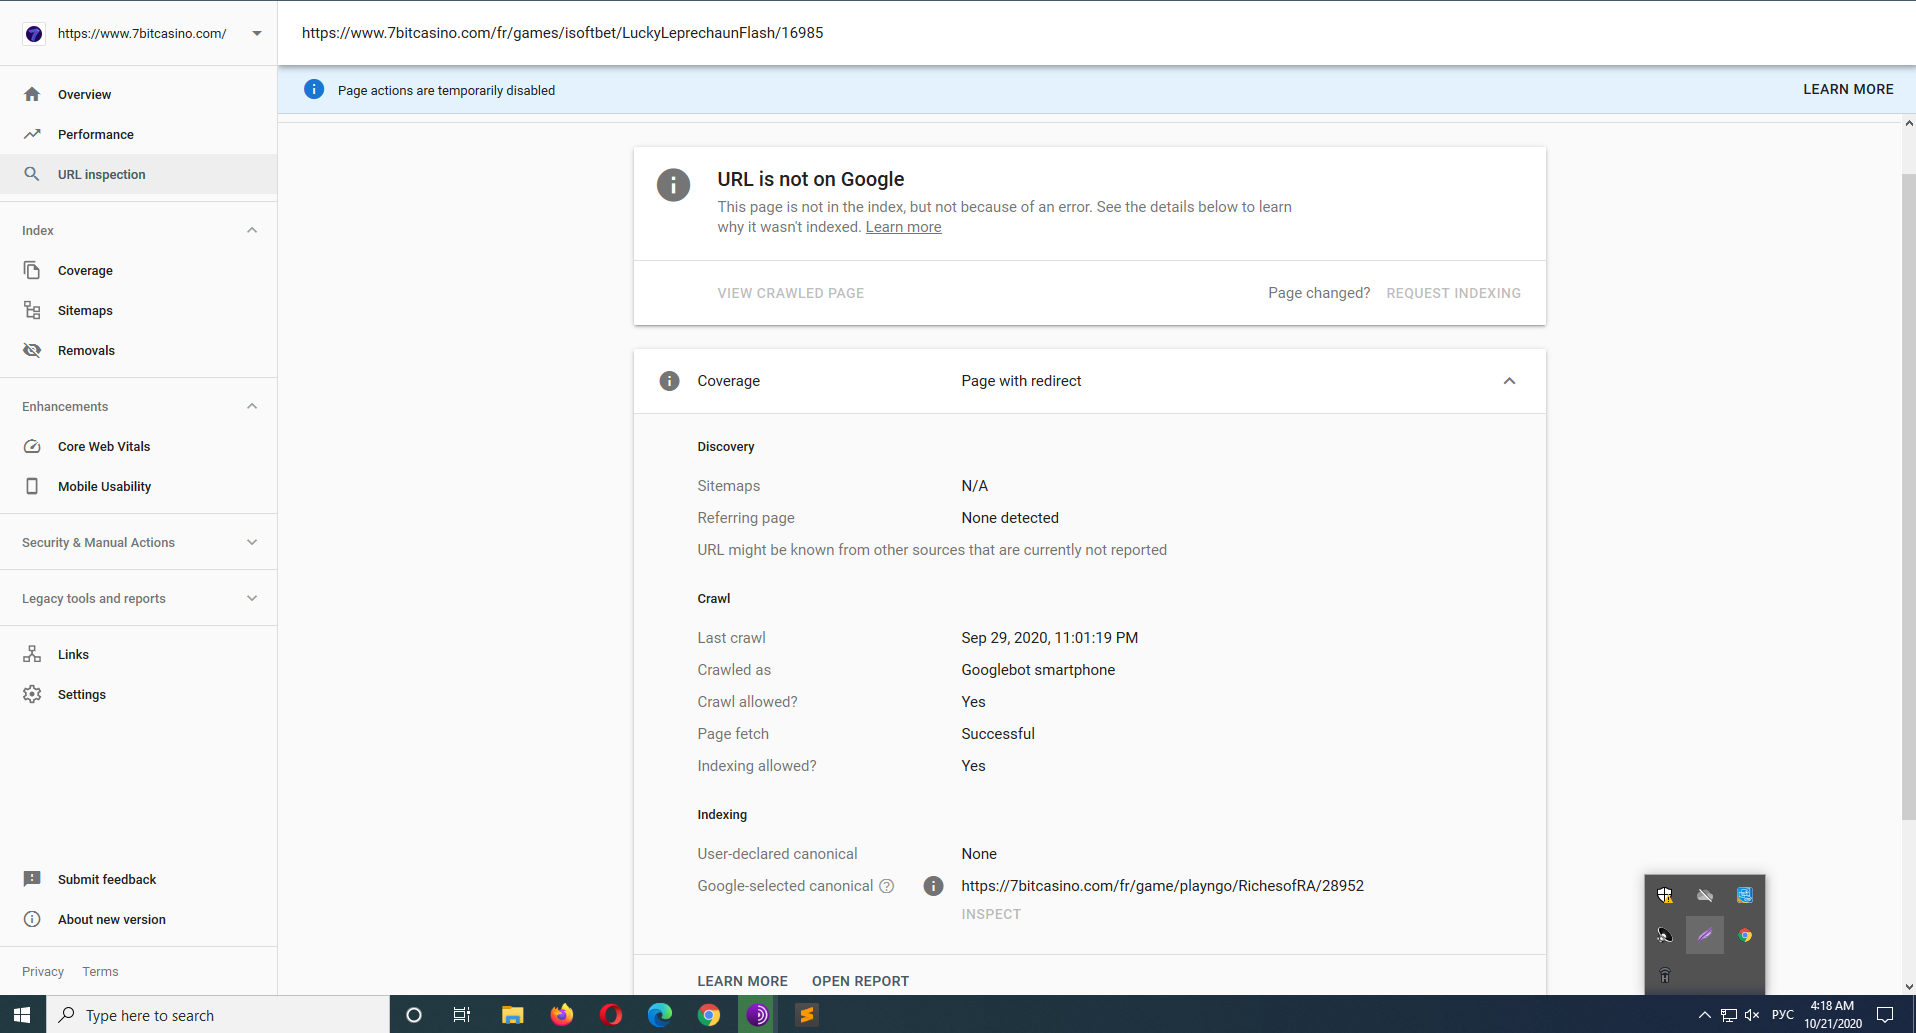 https://www.7bitcasino.com/
https://www.7bitcasino.com/fr/games/isoftbet/LuckyLeprechaunFlash/16985
Page actions are temporarily disabled
LEARN MORE
Overview
Performance
URL inspection
Index
Coverage
Sitemaps
Removals
Enhancements
Core Web Vitals
Mobile Usability
Security & Manual Actions
Legacy tools and reports
Links
Settings
Submit feedback
About new version
Privacy Terms
URL is not on Google
This page is not in the index, but not because of an error. See the details below to learn
why it wasn't indexed. Learn more
VIEW CRAWLED PAGE
Page changed? REQUEST INDEXING
Coverage Page with redirect
Discovery
Sitemaps N/A
Referring page None detected
URL might be known from other sources that are currently not reported
Crawl
Last crawl Sep 29, 2020, 11:01:19 PM
Crawled as Googlebot smartphone
Crawl allowed? Yes
Page fetch Successful
Indexing allowed? Yes
Indexing
User-declared canonical None
Google-selected canonical https://7bitcasino.com/fr/game/playngo/RichesofRA/28952
INSPECT
LEARN MORE OPEN REPORT
Type here to search
РУС
4:18 AM
10/21/2020